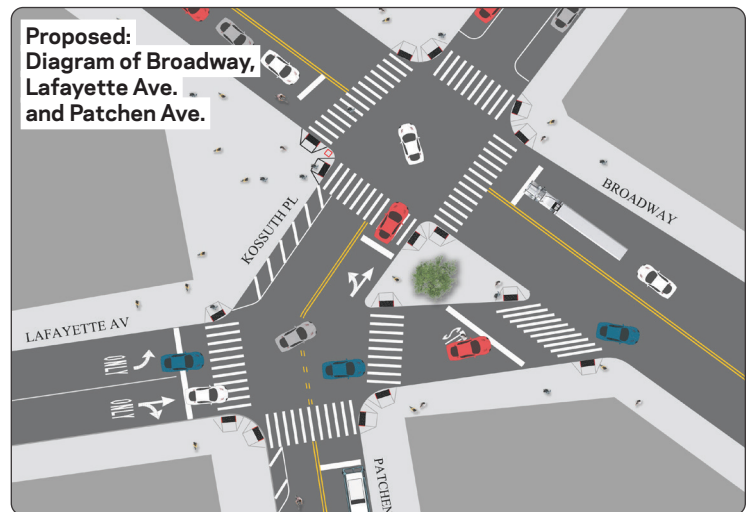 Proposed:
Diagram of Broadway,
Lafayette Ave.
and Patchen Ave.
BROADWAY
KOSSUTH PL
LAFAYETTE AV
ONLY
ONLY
PATCHEN